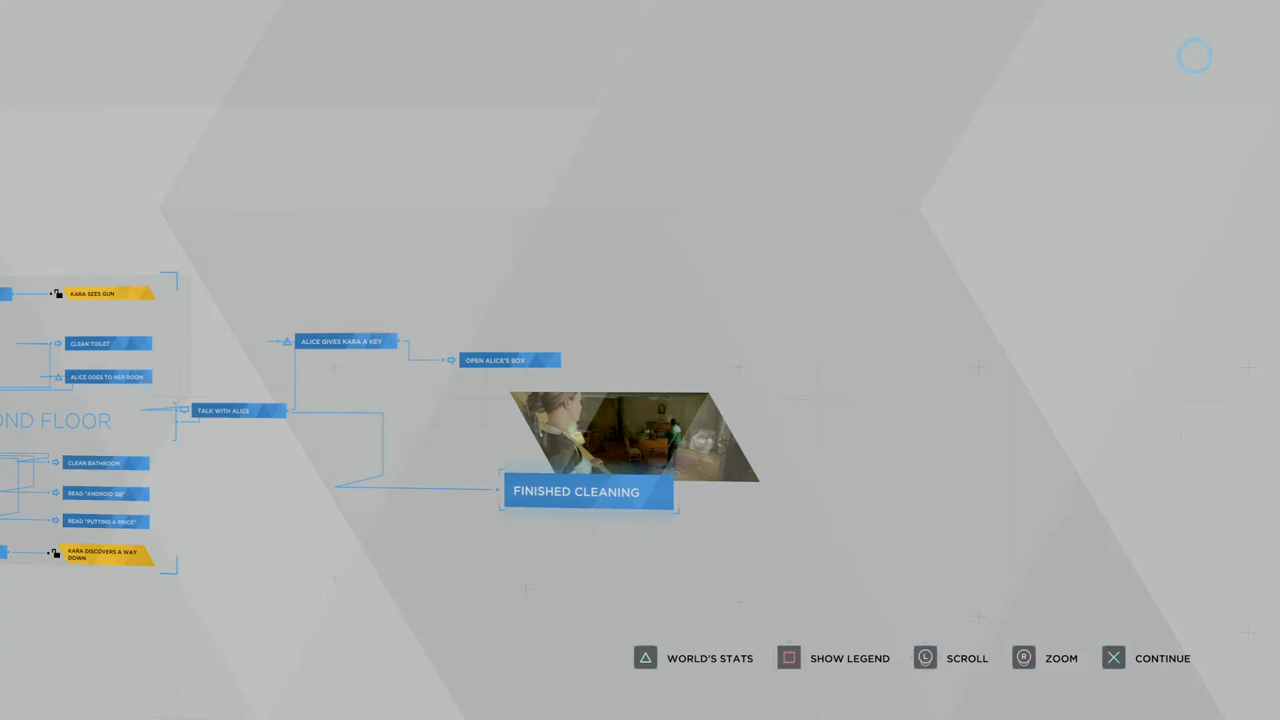 KARA SEES GUN
CLEAN TOILET
ALICE GOES TO HER ROOM
OND FLOOR
CLEAN BATHROOM
READ "ANDROID GB"
READ "PUTTING A PRICE"
KARA DISCOVERS A WAY
DOWN
TALK WITH ALICE
ALICE GIVES KARA A KEY
OPEN ALICE'S BOX
FINISHED CLEANING
WORLD'S STATS
SHOW LEGEND
L
SCROLL
R
ZOOM
CONTINUE